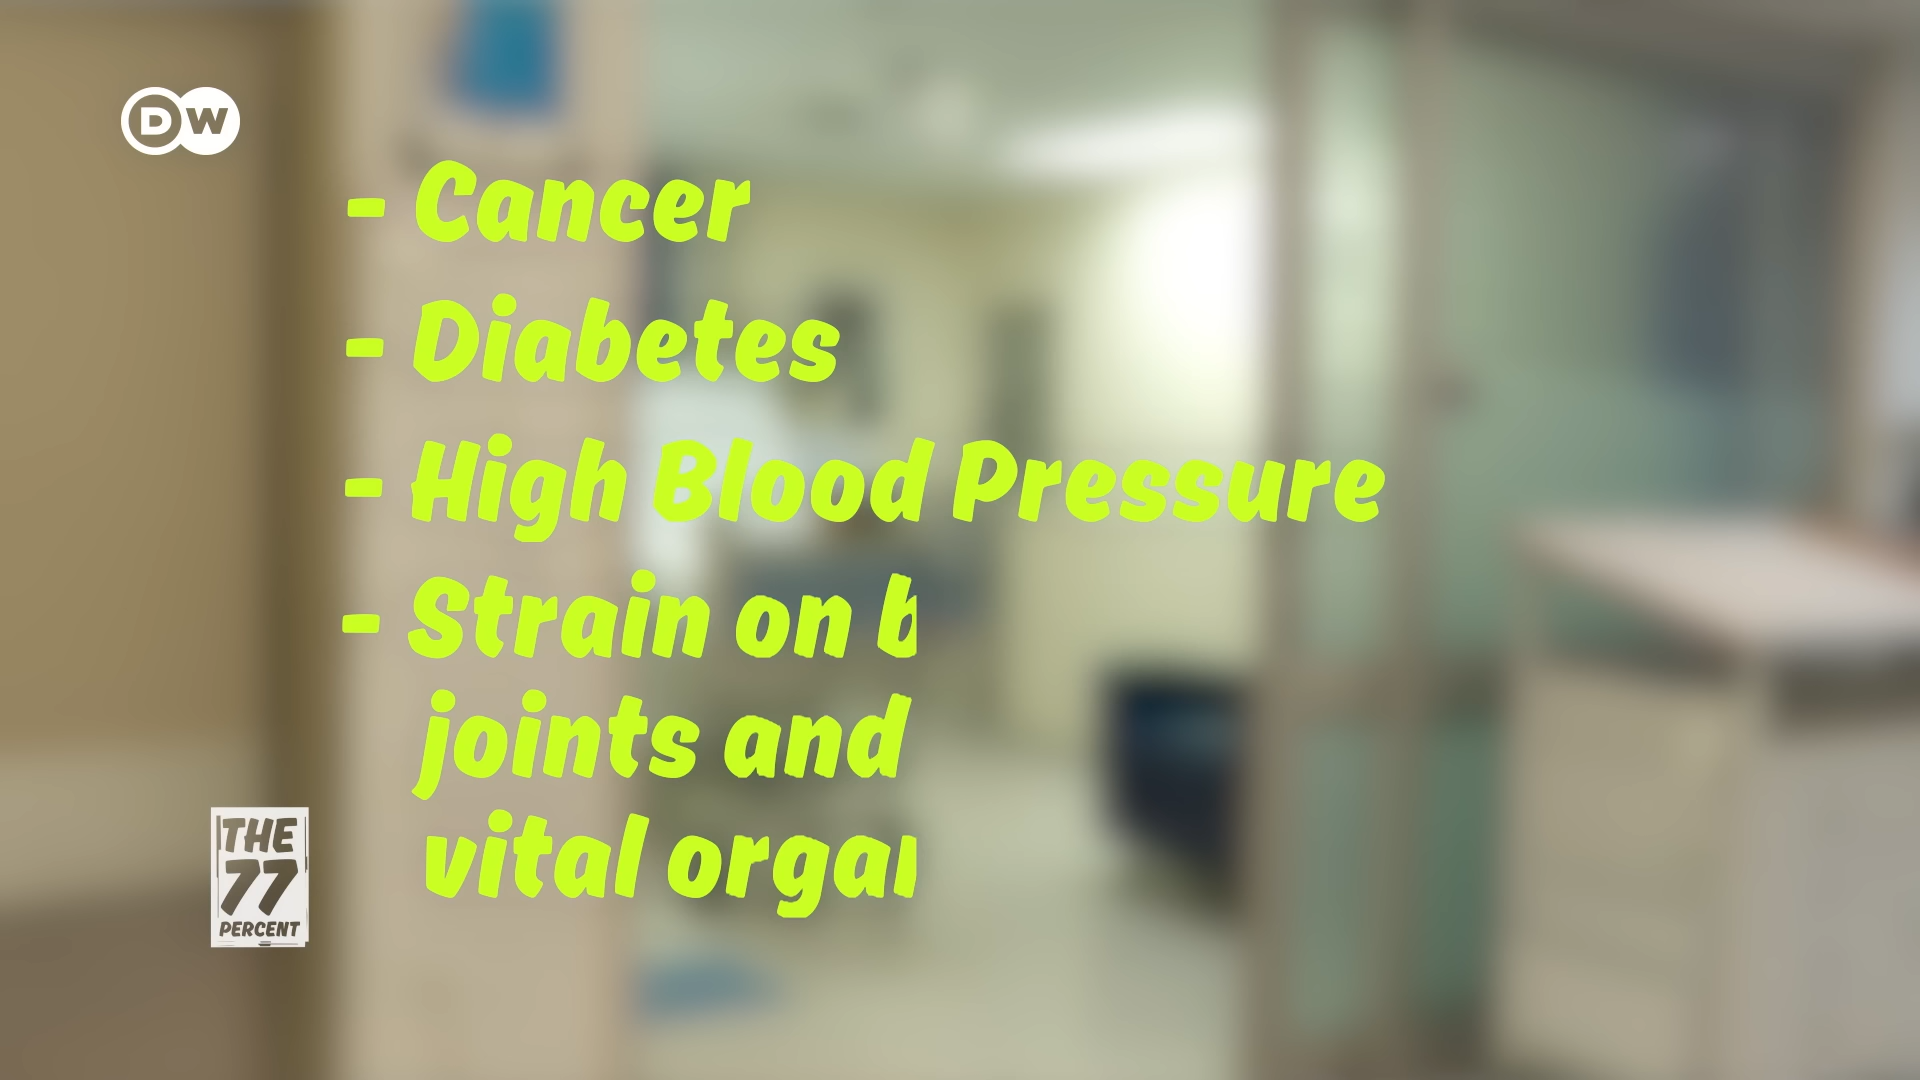 DW
- Cancer
- Diabetes
- High Blood Pressure
- Strain on
joints and
vital
THE
77
PERCENT